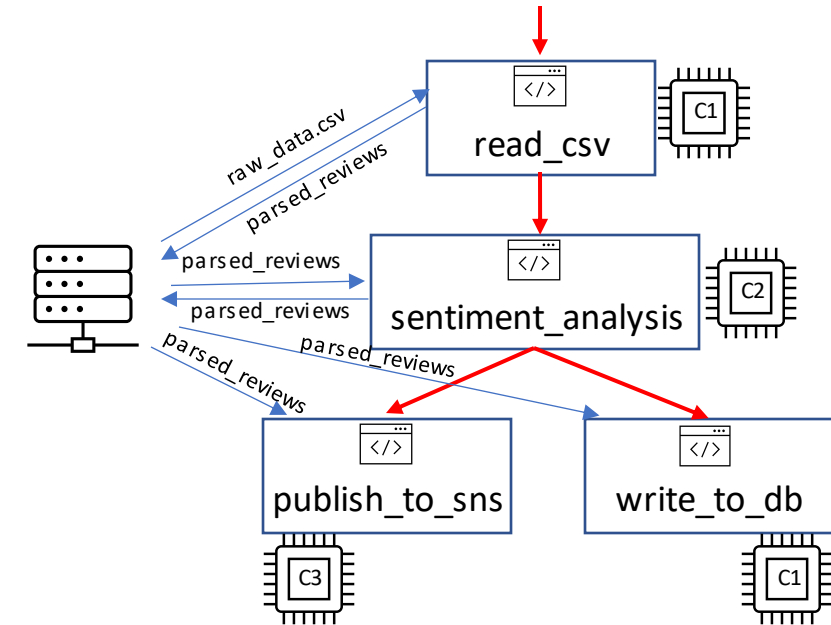 </>
C1
read_csv
raw_data.csv
parsed_reviews
</>
parsed_reviews
C2
parsed_reviews
sentiment_analysis
parsed_reviews
parsed_reviews
</>
</>
publish_to_sns
write_to_db
C3
C1